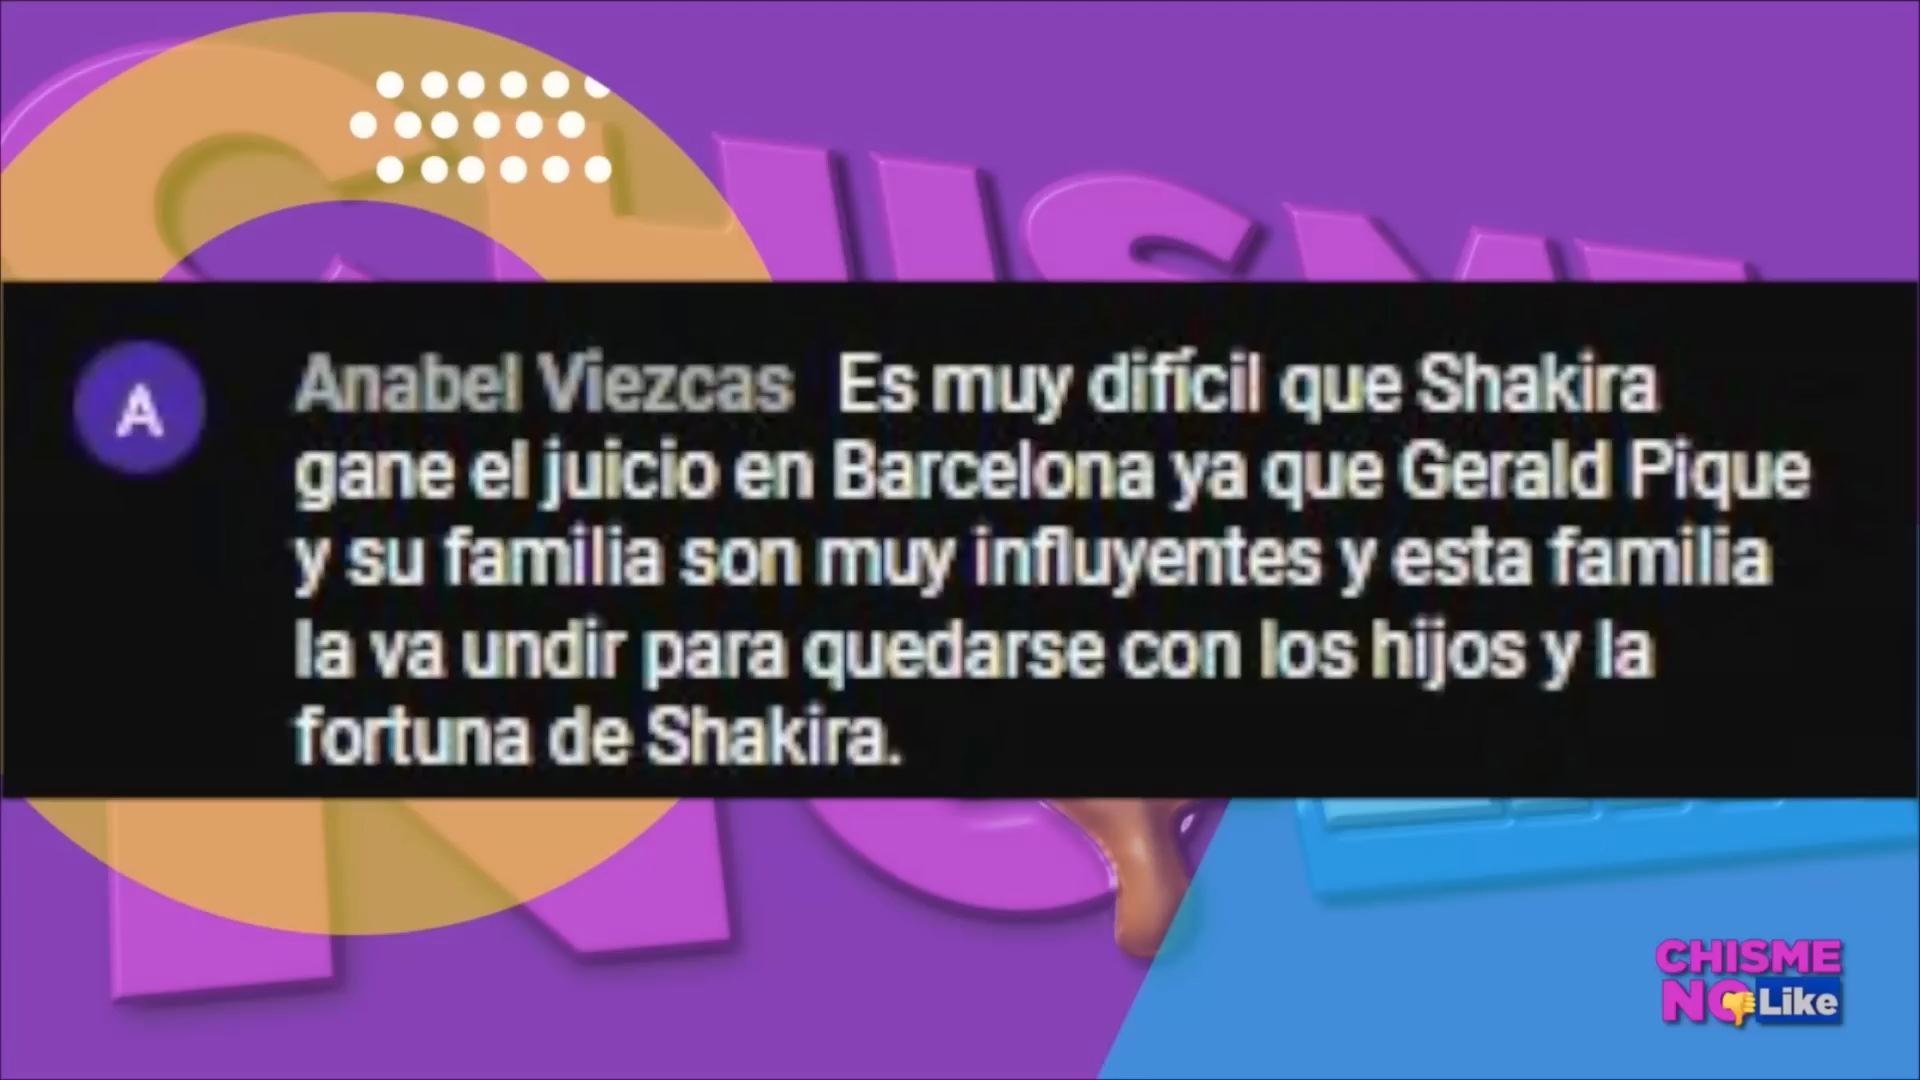 A
Anabel Viezcas Es muy difícil que Shakira
gane el juicio en Barcelona ya que Gerald Pique
y su familia son muy influyentes y esta familia
la va undir para quedarse con los hijos y la
fortuna de Shakira.
CHISME
NO Like